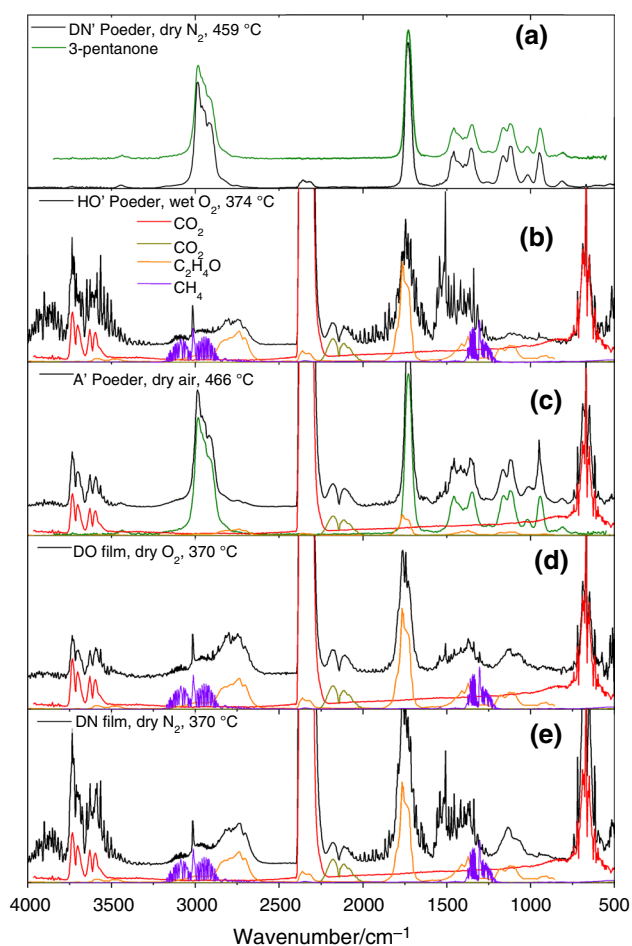 DN' Poeder, dry N₂, 459 °C
3-pentanone
(a)
HO' Poeder, wet O₂, 374 °C
CO₂
CO₂
C₂H₄O
CH₄
(b)
A' Poeder, dry air, 466 °C
(c)
DO film, dry O₂, 370 °C
(d)
DN film, dry N₂, 370 °C
(e)
4000 3500 3000 2500 2000 1500 1000 500
Wavenumber/cm⁻¹